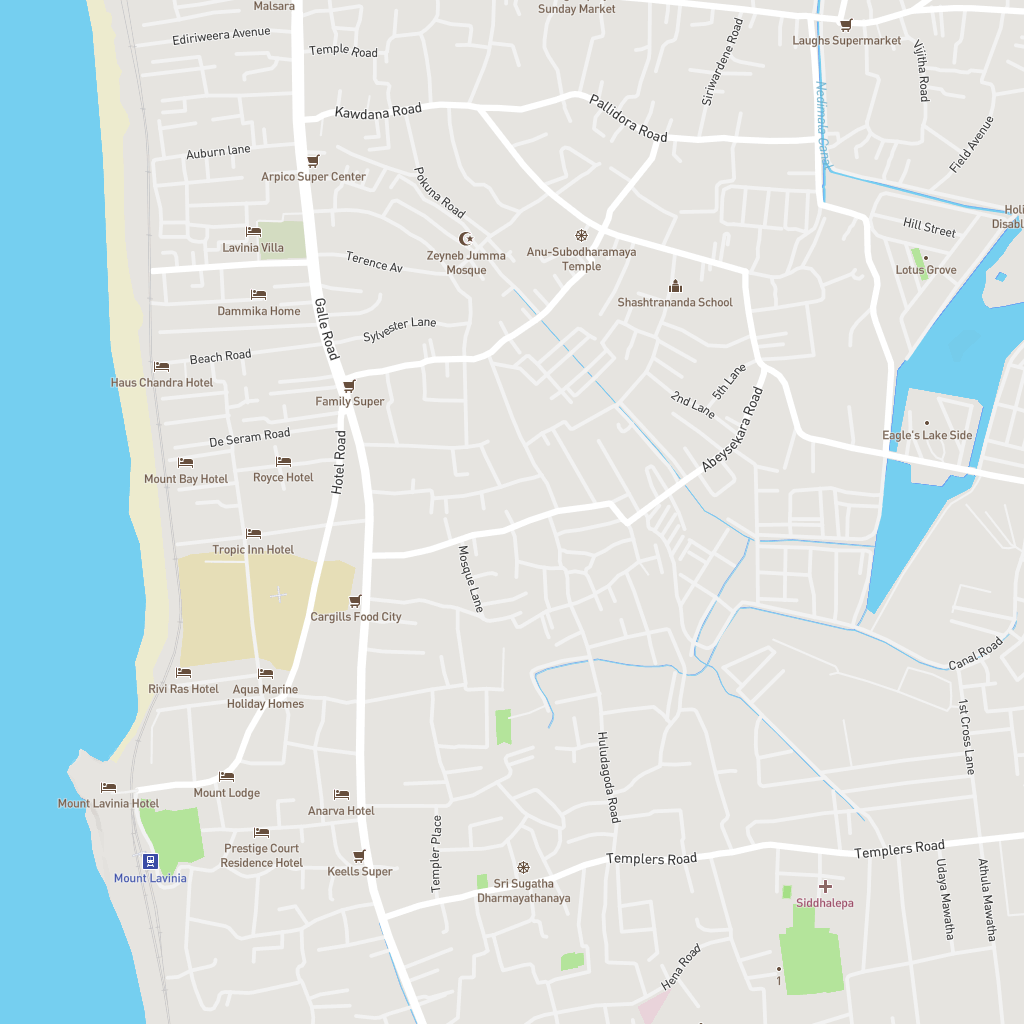 Malsara
Sunday Market
Laughs Supermarket
Ediriweera Avenue
Temple Road
Siriwardene Road
Vijitha Road
Kawdana Road
Pallidora Road
Nedimala Canal
Field Avenue
Auburn lane
Arpico Super Center
Pokuna Road
Holi
Disabl
Hill Street
Lavinia Villa
Zeyneb Jumma
Mosque
Anu-Subodharamaya
Temple
Terence Av
Lotus Grove
Dammika Home
Shashtrananda School
Galle Road
Sylvester Lane
Beach Road
Haus Chandra Hotel
Family Super
5th Lane
2nd Lane
Abeysekara Road
De Seram Road
Hotel Road
Eagle's Lake Side
Mount Bay Hotel
Royce Hotel
Tropic Inn Hotel
Mosque Lane
Cargills Food City
Canal Road
Rivi Ras Hotel
Aqua Marine
Holiday Homes
1st Cross Lane
Huludagoda Road
Mount Lavinia Hotel
Mount Lodge
Anarva Hotel
Prestige Court
Residence Hotel
Keells Super
Templer Place
Templers Road
Templers Road
Mount Lavinia
Sri Sugatha
Dharmayathanaya
Siddhalepa
Udaya Mawatha
Athula Mawatha
Hena Road
1